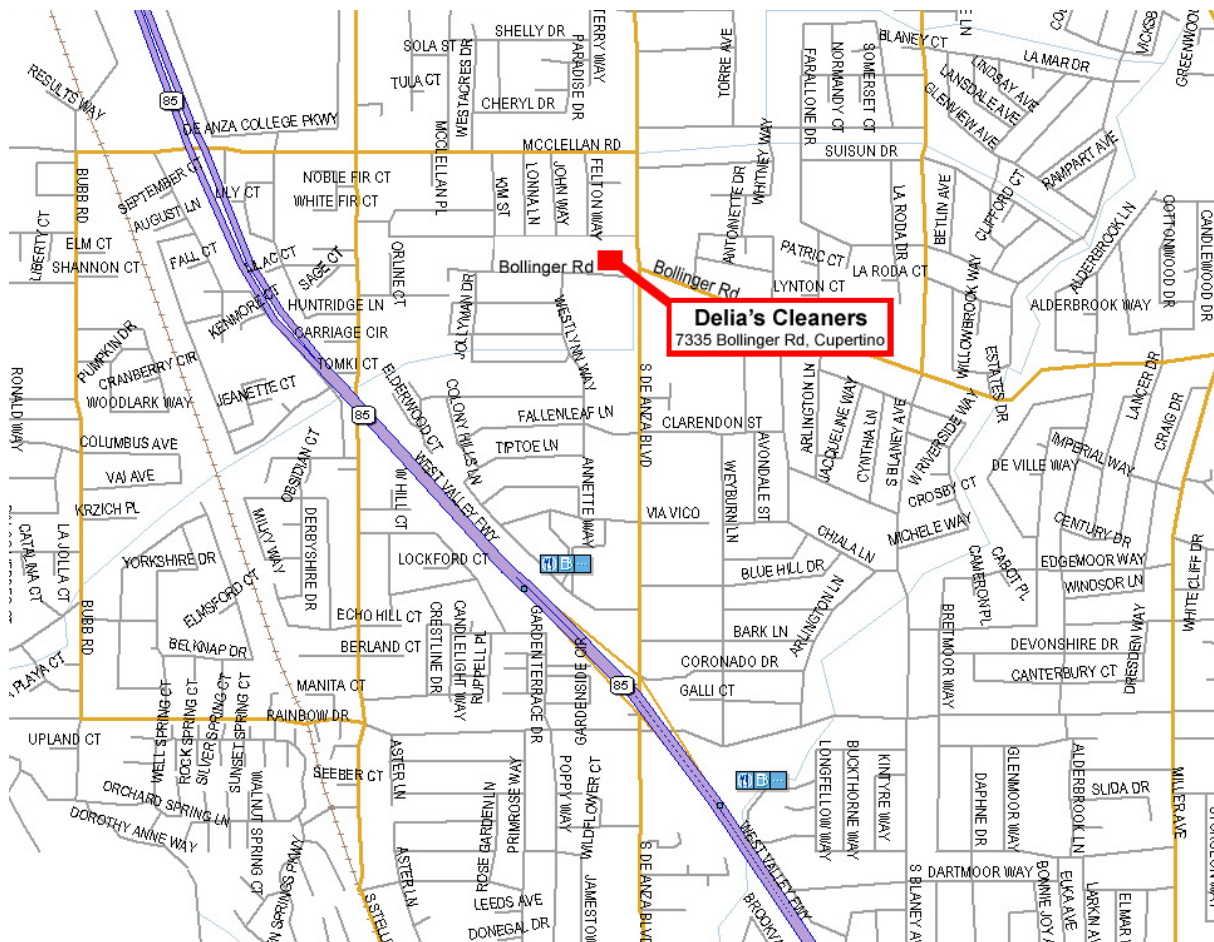 SHELLY DR
TERRY WAY
PARADISE DR
SOLA ST
WESTACRES DR
TULA CT
CHERYL DR
TORRE AVE
FARALLONE DR
NORMANDY CT
SOMERSET CT
BLANEY CT
LA MAR DR
LINDSAY AVE
LANSDALE AVE
GLENVIEW AVE
RESULTS WAY
85
DE ANZA COLLEGE PKWY
MCCLELLAN RD
SUISUN DR
RAMPART AVE
BUBB RD
SEPTEMBER CT
LILY CT
AUGUST LN
NOBLE FIR CT
WHITE FIR CT
MCCLELLAN PL
KIM ST
LONNA LN
JOHN WAY
FELTON WAY
ANTOINETTE DR
WHITNEY WAY
LA RODA DR
BETLIN AVE
CLIFFORD CT
ALDERBROOK LN
COTTONWOOD DR
CANDLEWOOD DR
LIBERTY CT
ELM CT
SHANNON CT
FALL CT
LILAC CT
SAGE CT
ORLINE CT
PATRIC CT
LA RODA CT
Bollinger Rd
Bollinger Rd
LYNTON CT
KENMORE CT
HUNTRIDGE LN
CARRIAGE CIR
TOMKI CT
JOLLYMAN DR
WESTLYNN WAY
Delia's Cleaners
7335 Bollinger Rd, Cupertino
WILLOWBROOK WAY
ALDERBROOK WAY
PUMPKIN DR
CRANBERRY CIR
WOODLARK WAY
JEANETTE CT
RONALD WAY
85
ELDERWOOD CT
COLONY HILLS LN
FALLENLEAF LN
TIPTOE LN
S DE ANZA BLVD
CLARENDON ST
ARLINGTON LN
JACQUELINE WAY
CYNTHIA LN
S BLANEY AVE
W RIVERSIDE WAY
ESTATES DR
LANCER DR
CRAIG DR
IMPERIAL WAY
DE VILLE WAY
COLUMBUS AVE
VAI AVE
KRZICH PL
OBSIDIAN CT
W HILL CT
WEST VALLEY FWY
ANNETTE WAY
VIA VICO
WEYBURN LN
AVONDALE ST
CROSBY CT
MICHELE WAY
CENTURY DR
CATALINA CT
LA JOLLA CT
YORKSHIRE DR
MILKY WAY
DERBYSHIRE DR
LOCKFORD CT
BLUE HILL DR
CHIALA LN
CAMERON PL
CABOT PL
EDGEMOOR WAY
WINDSOR LN
WHITE CLIFF DR
ELMSFORD CT
BUBB RD
ECHO HILL CT
BERLAND CT
CRESTLINE DR
CANDLELIGHT WAY
RUPPELL PL
GARDEN TERRACE DR
GARDENSIDE CIR
BARK LN
ARLINGTON LN
CORONADO DR
GALLI CT
BRETMOOR WAY
DEVONSHIRE DR
CANTERBURY CT
DRESDEN WAY
PLAYA CT
BELKNAP DR
MANITA CT
RAINBOW DR
85
UPLAND CT
WELL SPRING CT
ROCK SPRING CT
SILVER SPRING CT
SUNSET SPRING CT
WALNUT SPRING CT
SEEBER CT
ASTER LN
ORCHARD SPRING LN
DOROTHY ANNE WAY
ROSE GARDEN LN
PRIMROSE WAY
POPPY WAY
WILDFLOWER CT
LONGFELLOW WAY
BUCKTHORNE WAY
KINTYRE WAY
DAPHNE DR
GLENMOOR WAY
ALDERBROOK LN
SLIDA DR
MILLER AVE
ASTER LN
LEEDS AVE
DONEGAL DR
S DE ANZA BLVD
WEST VALLEY FWY
S BLANEY AVE
DARTMOOR WAY
BONNIE JOY AVE
ELKA AVE